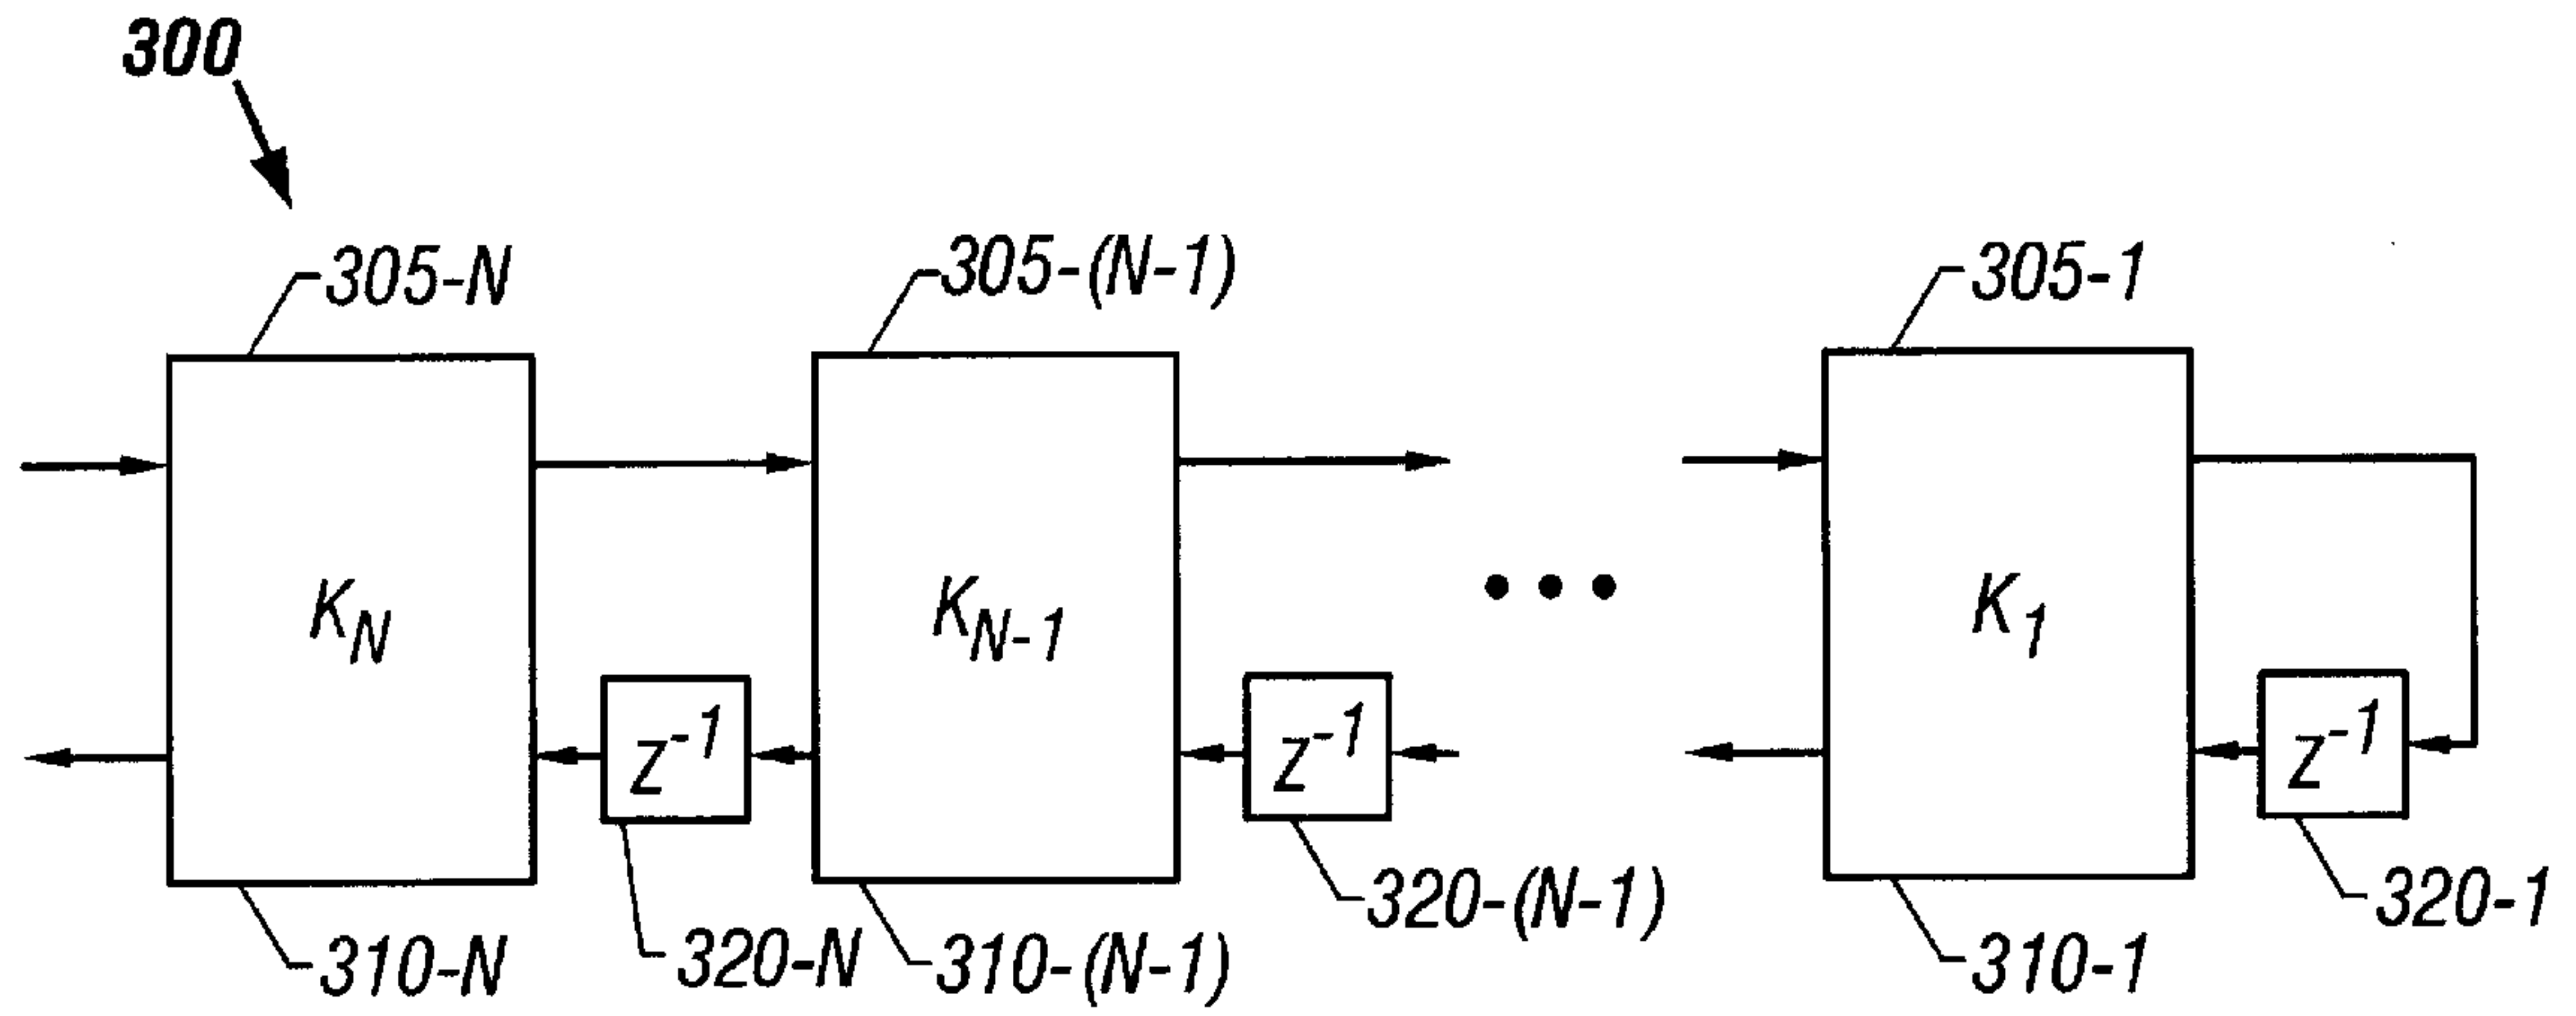 300
305-N
305-(N-1)
305-1
K_N
K_{N-1}
K_1
z^{-1}
z^{-1}
z^{-1}
310-N
320-N
310-(N-1)
320-(N-1)
310-1
320-1